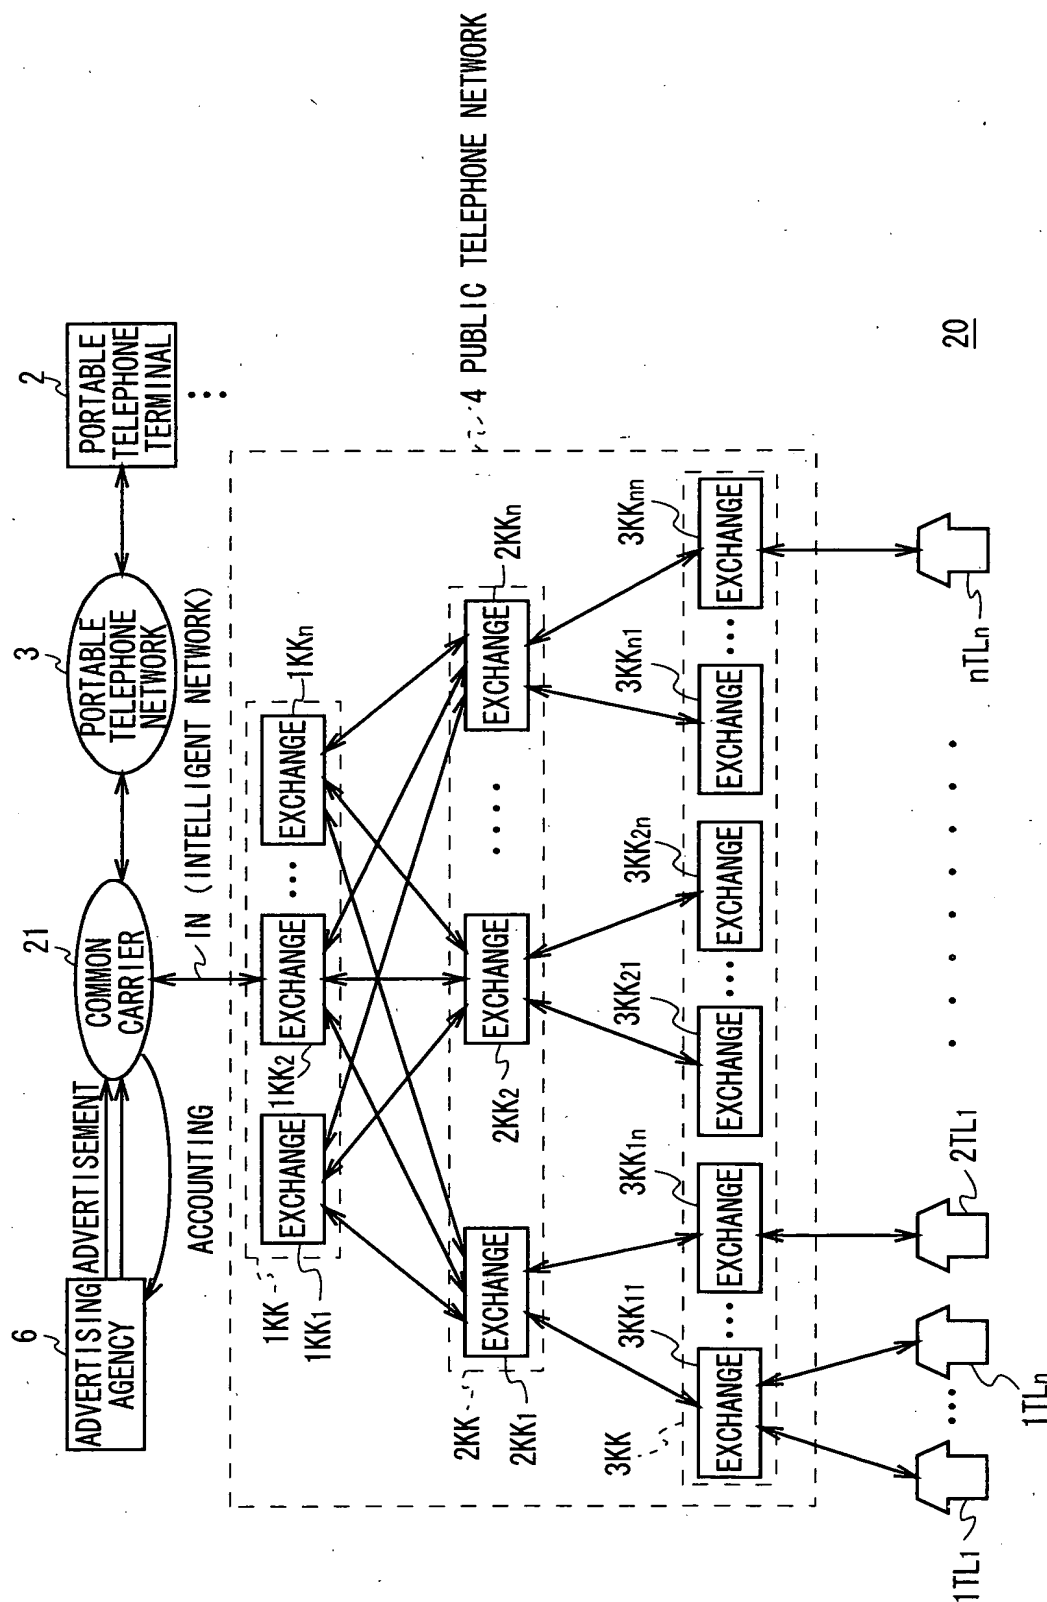 6
ADVERTISING
AGENCY
ADVERTISEMENT
ACCOUNTING
21
COMMON
CARRIER
3
PORTABLE
TELEPHONE
NETWORK
2
PORTABLE
TELEPHONE
TERMINAL
IN (INTELLIGENT NETWORK)
4 PUBLIC TELEPHONE NETWORK
1KK
1KK1
EXCHANGE
1KK2
EXCHANGE
1KKn
EXCHANGE
2KK
2KK1
EXCHANGE
2KK2
EXCHANGE
2KKn
EXCHANGE
3KK
3KK11
EXCHANGE
3KK1n
EXCHANGE
3KK21
EXCHANGE
3KK2n
EXCHANGE
3KKn1
EXCHANGE
3KKnn
EXCHANGE
1TL1
1TLn
2TL1
nTLn
20